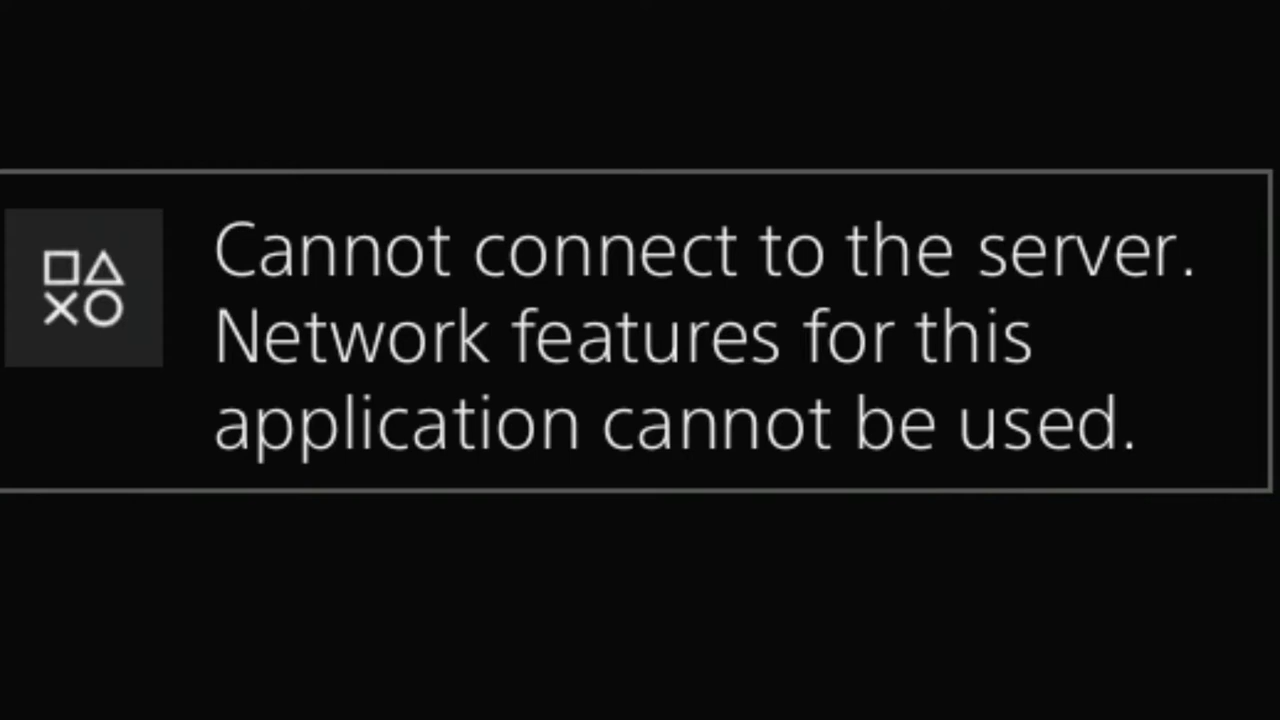 Cannot connect to the server.
Network features for this
application cannot be used.